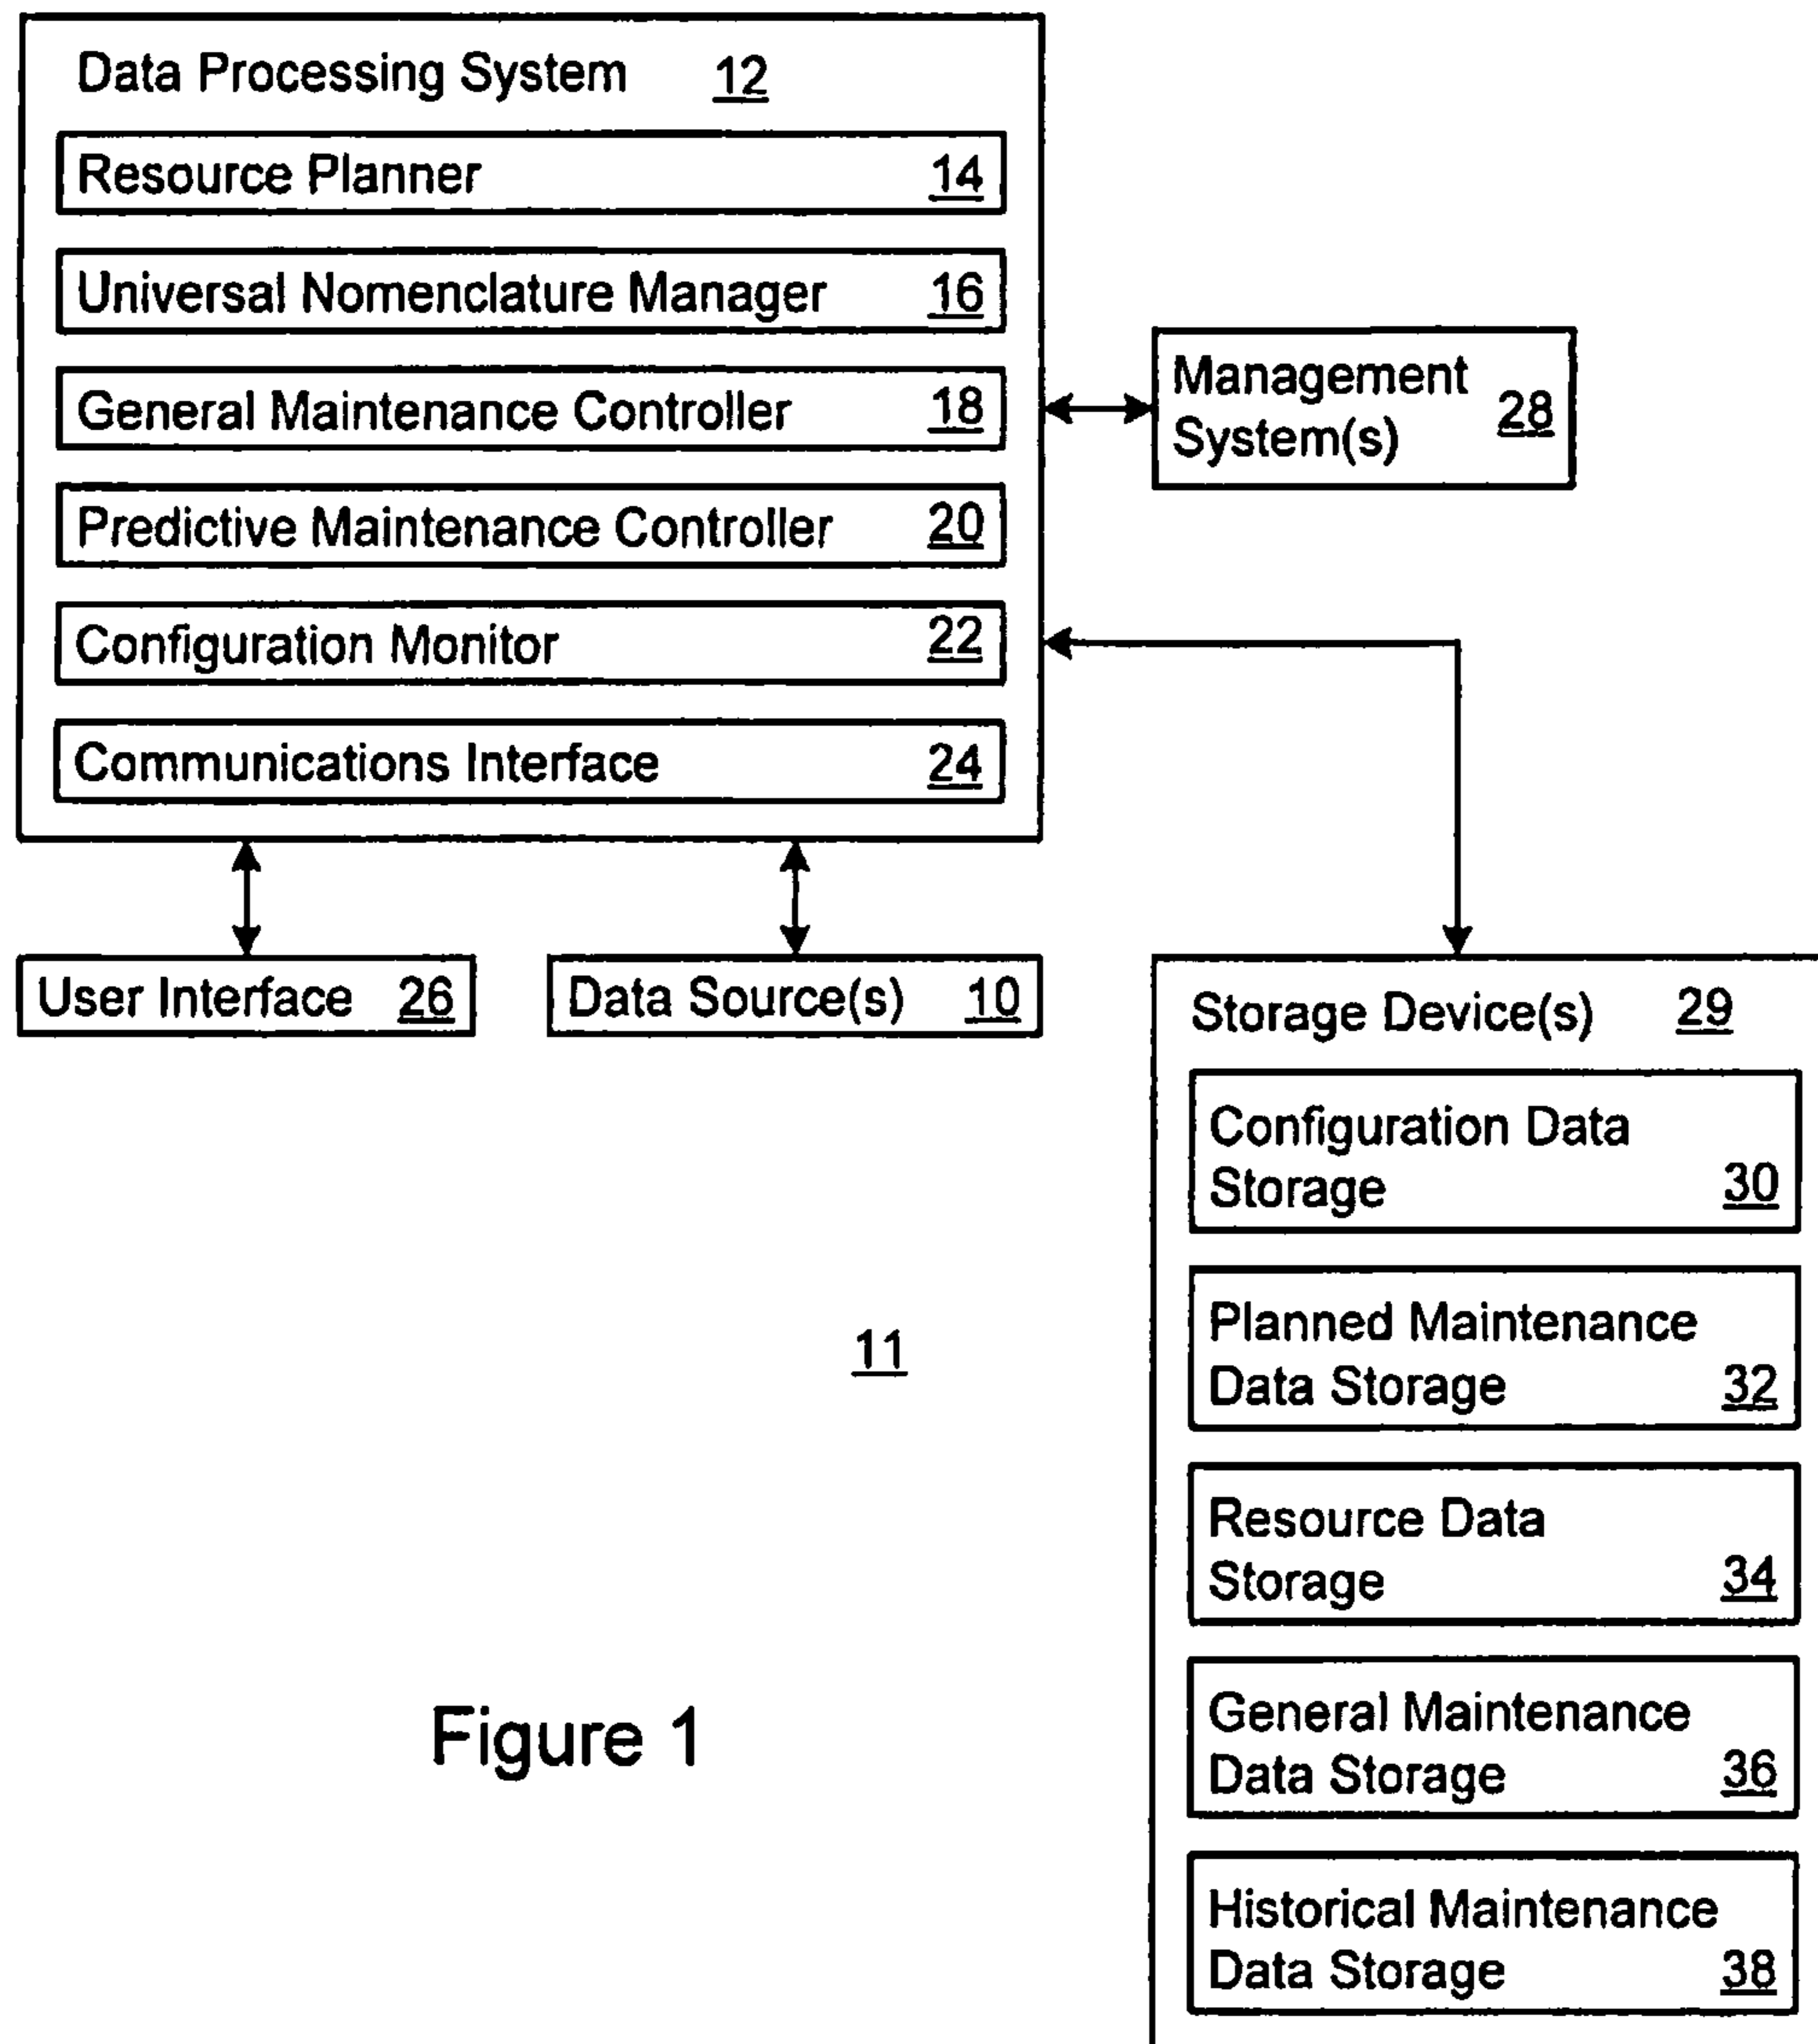 Data Processing System 12
Resource Planner 14
Universal Nomenclature Manager 16
General Maintenance Controller 18
Predictive Maintenance Controller 20
Configuration Monitor 22
Communications Interface 24
Management
System(s) 28
User Interface 26
Data Source(s) 10
Storage Device(s) 29
Configuration Data
Storage 30
Planned Maintenance
Data Storage 32
Resource Data
Storage 34
General Maintenance
Data Storage 36
Historical Maintenance
Data Storage 38
11
Figure 1